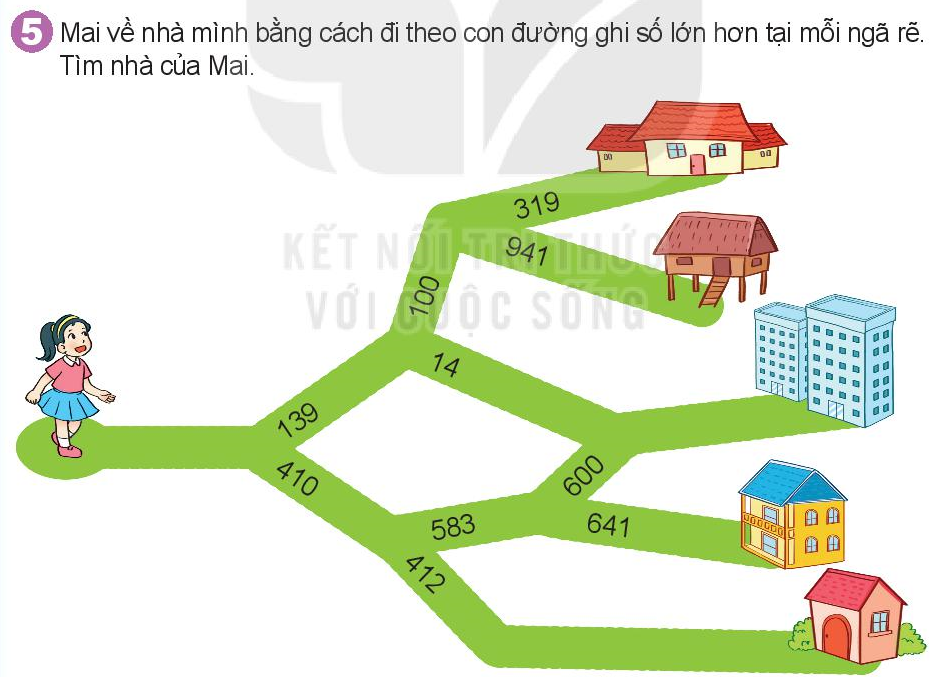 5 Mai về nhà mình bằng cách đi theo con đường ghi số lớn hơn tại mỗi ngã rẽ.
Tìm nhà của Mai.
319
941
KẾT NỐI TRI THỨC
VỚI CUỘC SỐNG
100
14
139
410
600
583
641
412